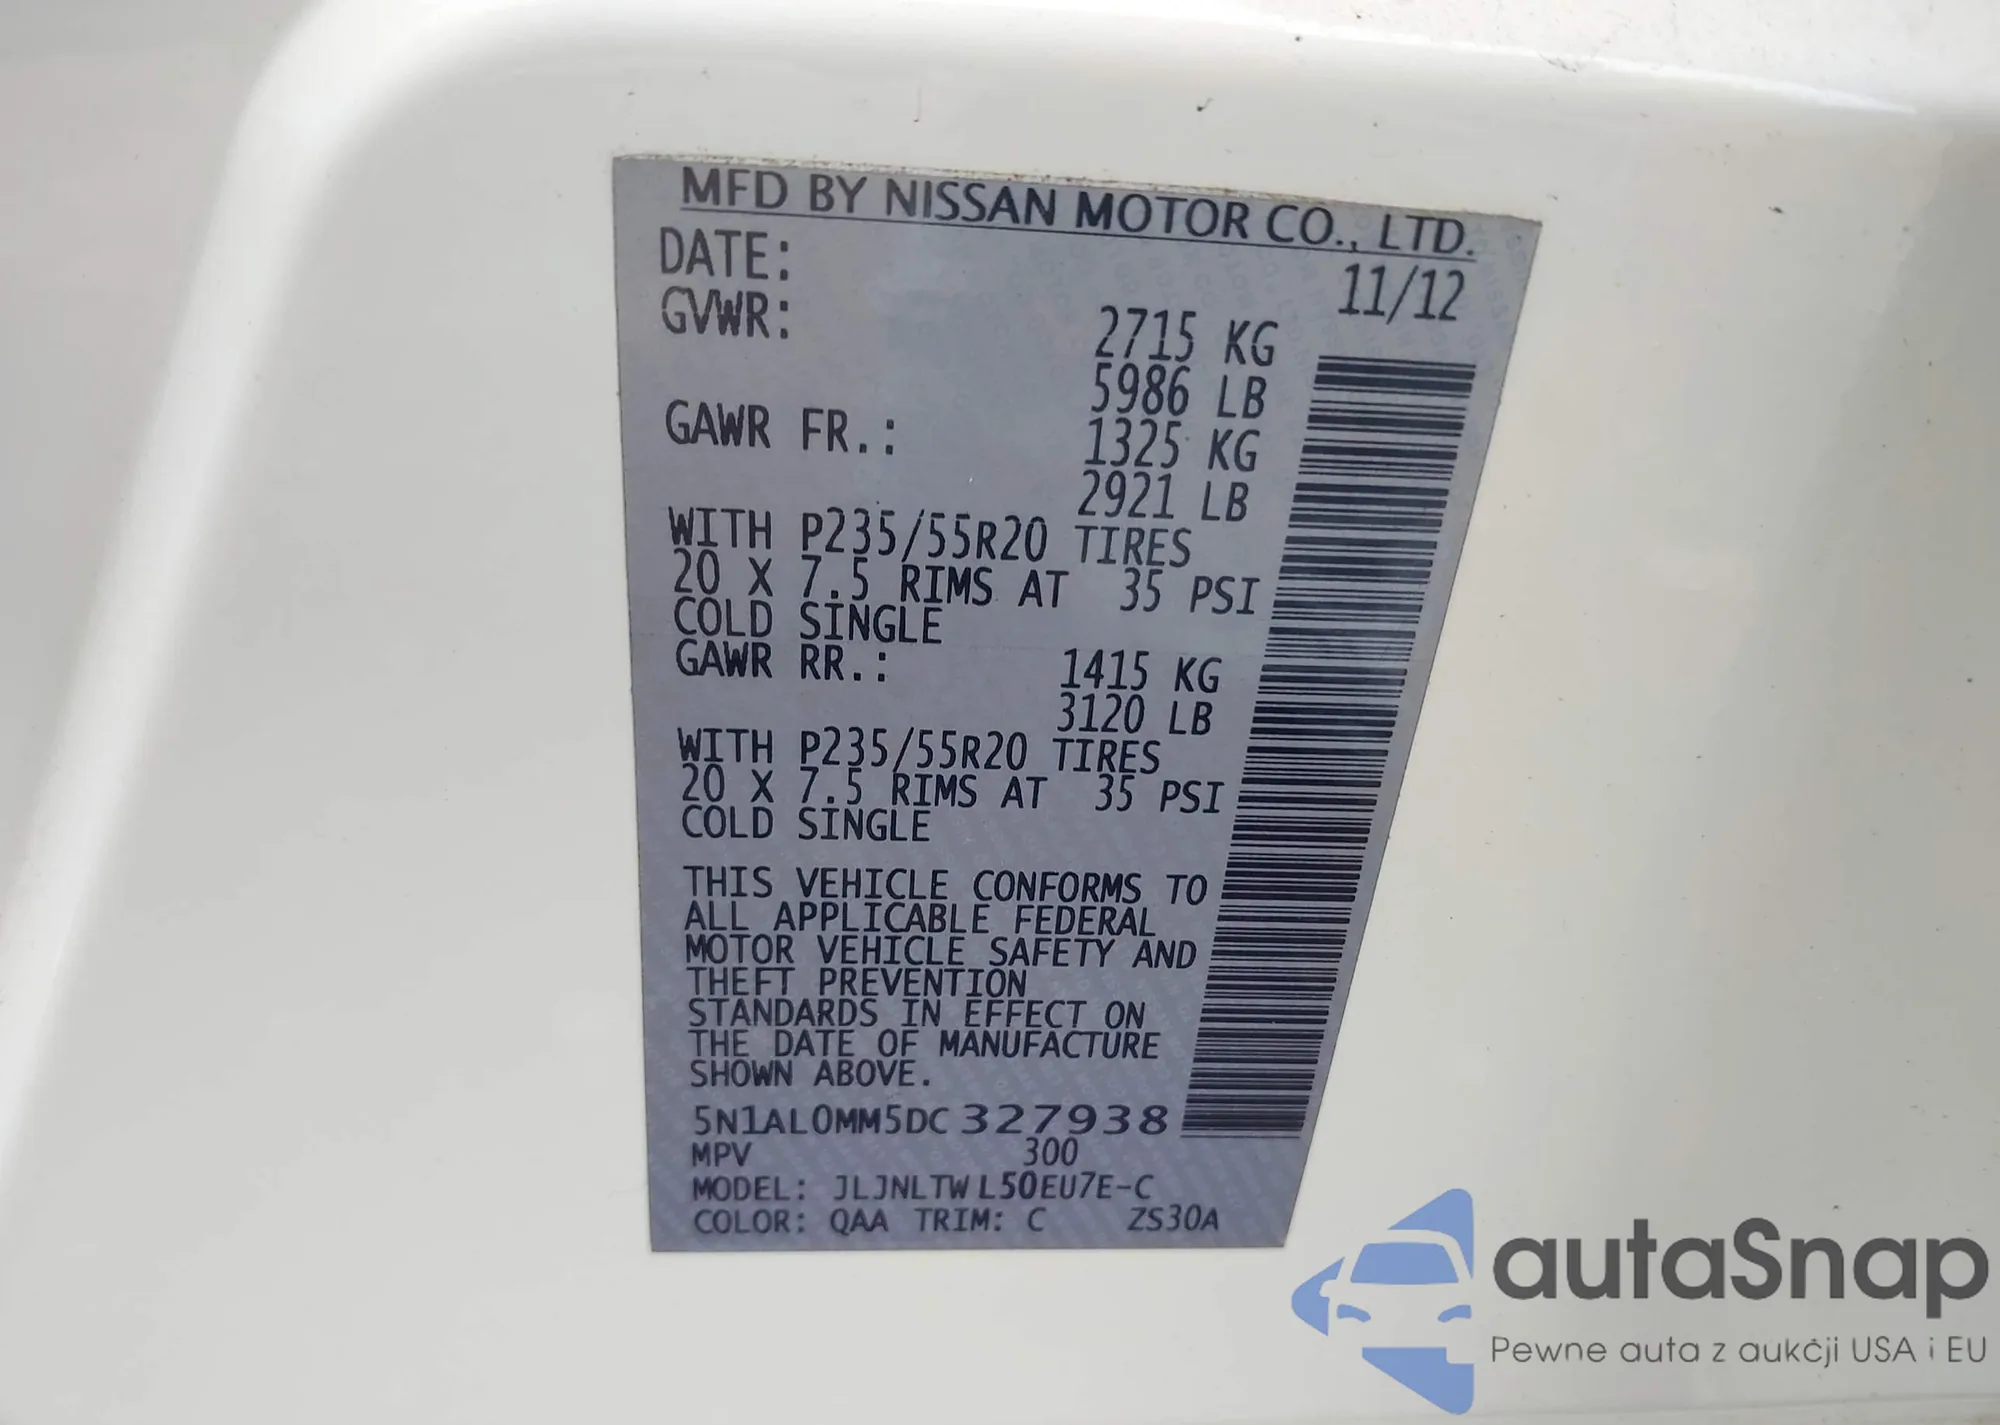 MFD BY NISSAN MOTOR CO., LTD.
DATE: 11/12
GVWR: 2715 KG
5986 LB
GAWR FR.: 1325 KG
2921 LB
WITH P235/55R20 TIRES
20 X 7.5 RIMS AT 35 PSI
COLD SINGLE
GAWR RR.: 1415 KG
3120 LB
WITH P235/55R20 TIRES
20 X 7.5 RIMS AT 35 PSI
COLD SINGLE
THIS VEHICLE CONFORMS TO
ALL APPLICABLE FEDERAL
MOTOR VEHICLE SAFETY AND
THEFT PREVENTION
STANDARDS IN EFFECT ON
THE DATE OF MANUFACTURE
SHOWN ABOVE.
5N1AL0MM5DC327938
MPV 300
MODEL: JLJNLTWL50EU7E-C
COLOR: QAA TRIM: C ZS30A
autaSnap
Pewne auta z aukcji USA i EU